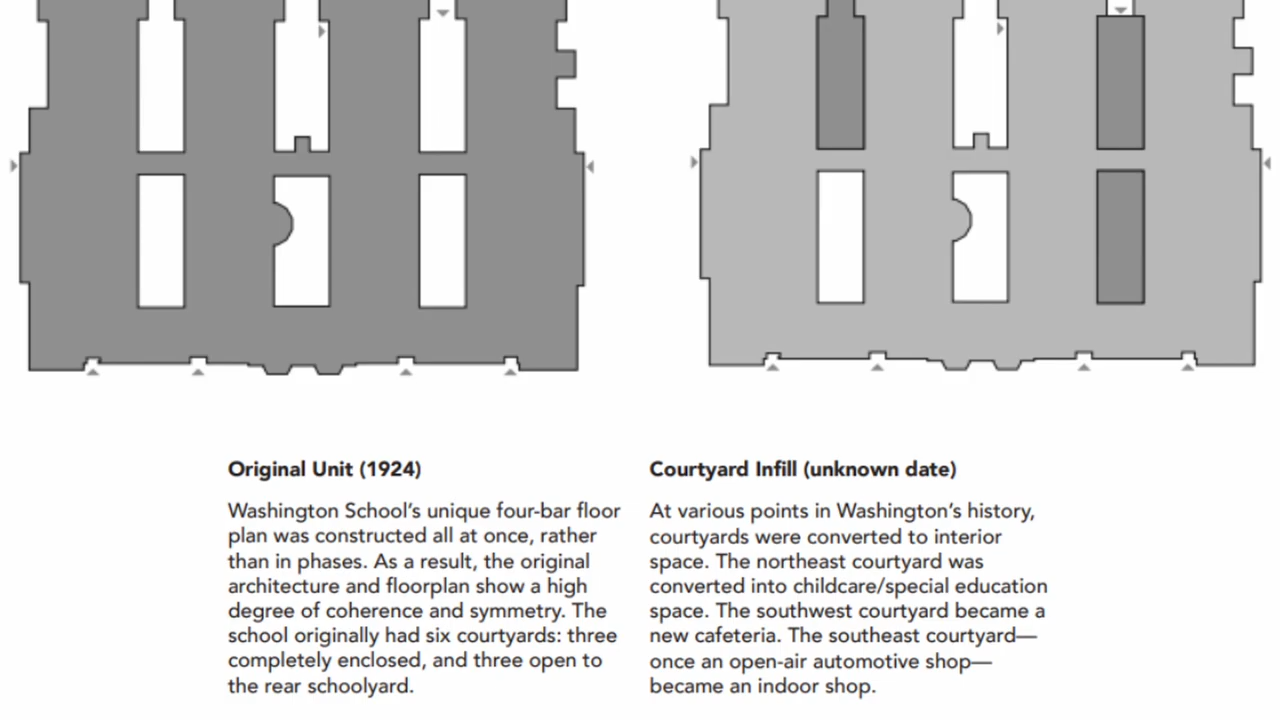 Original Unit (1924)
Washington School's unique four-bar floor
plan was constructed all at once, rather
than in phases. As a result, the original
architecture and floorplan show a high
degree of coherence and symmetry. The
school originally had six courtyards: three
completely enclosed, and three open to
the rear schoolyard.
Courtyard Infill (unknown date)
At various points in Washington's history,
courtyards were converted to interior
space. The northeast courtyard was
converted into childcare/special education
space. The southwest courtyard became a
new cafeteria. The southeast courtyard—
once an open-air automotive shop—
became an indoor shop.